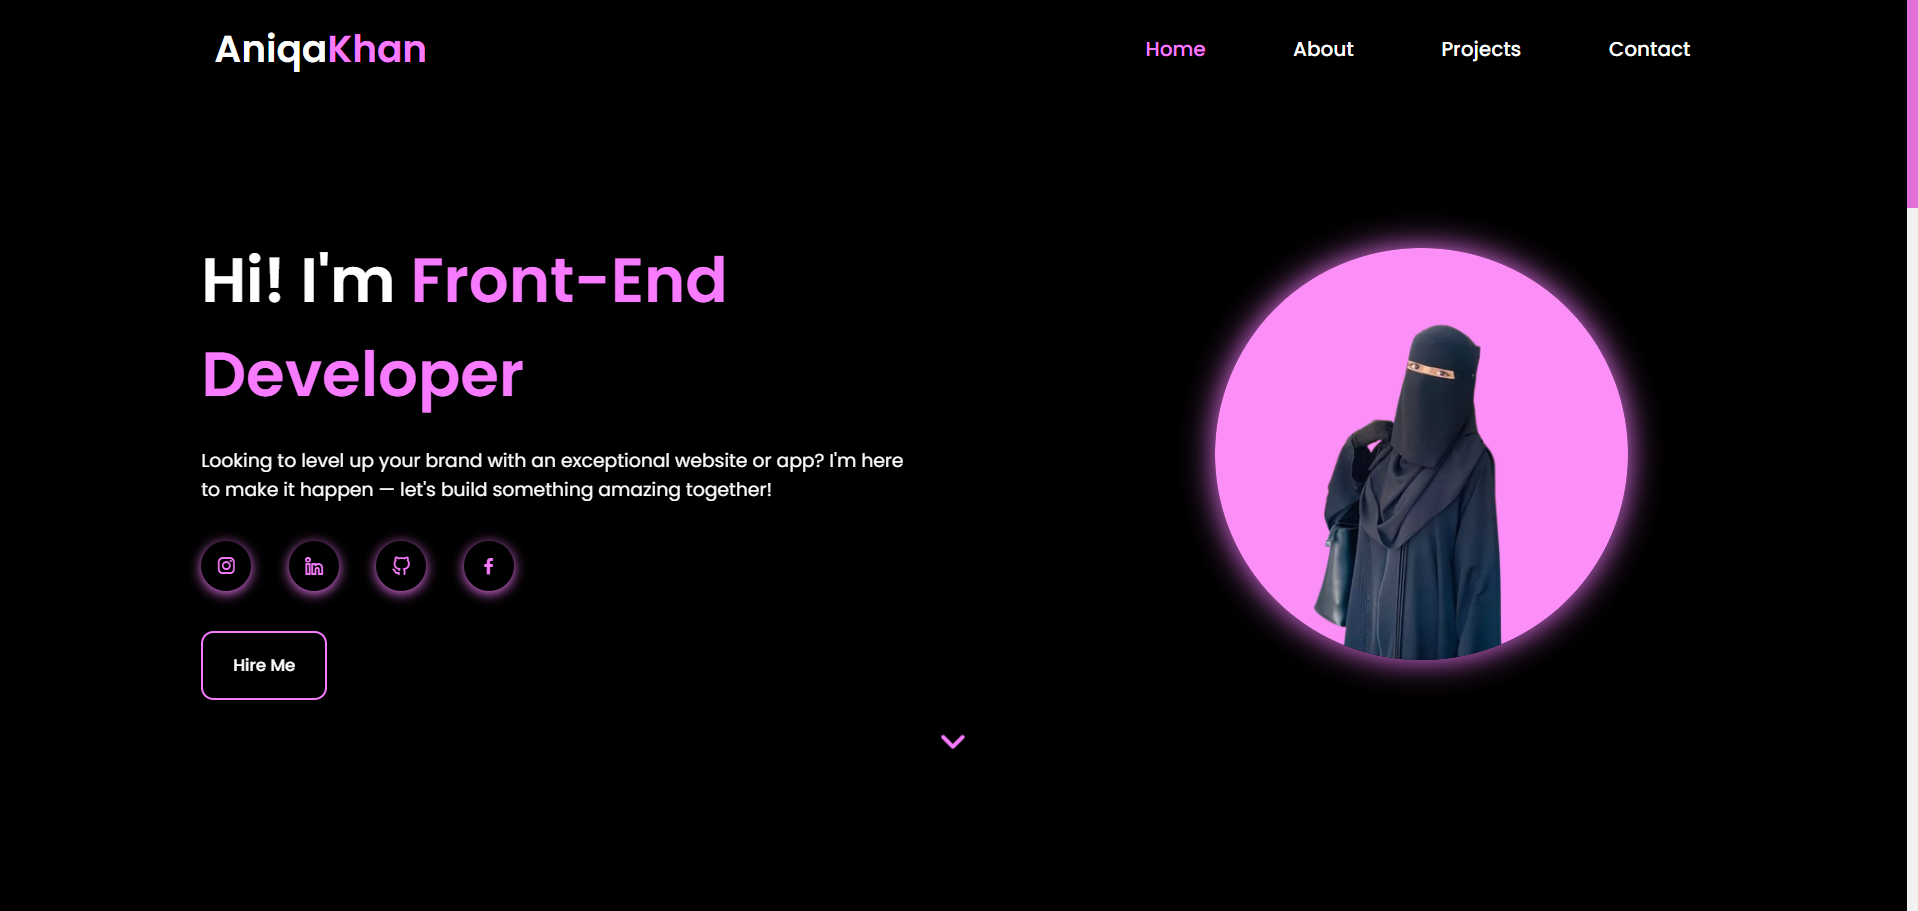 AniqaKhan
Home
About
Projects
Contact
Hi! I'm Front-End
Developer
Looking to level up your brand with an exceptional website or app? I'm here
to make it happen — let's build something amazing together!
Hire Me